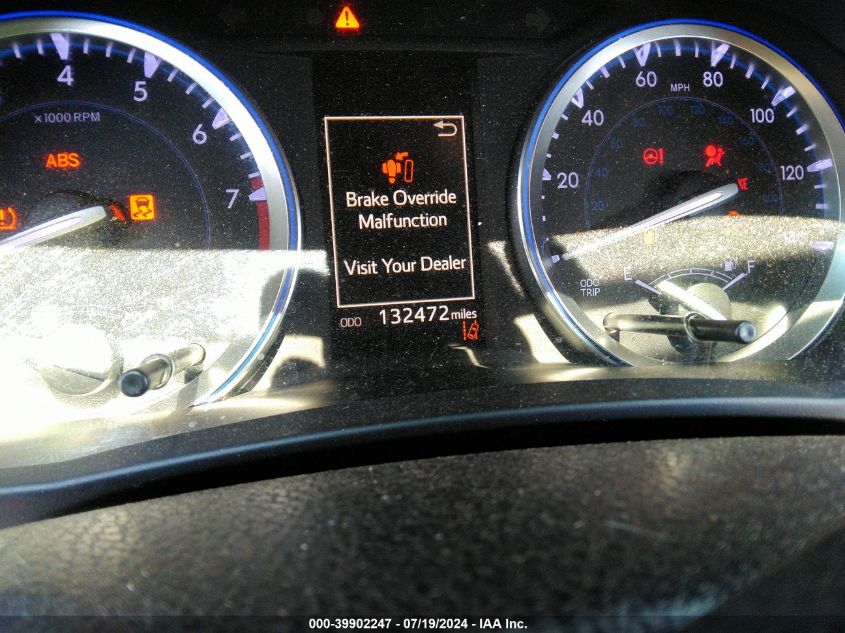 4
5
6
7
x1000 RPM
ABS
Brake Override
Malfunction
Visit Your Dealer
ODO 132472 miles
20
40
60
80
100
120
MPH
ODO
TRIP
E
F
000-39902247 - 07/19/2024 - IAA Inc.